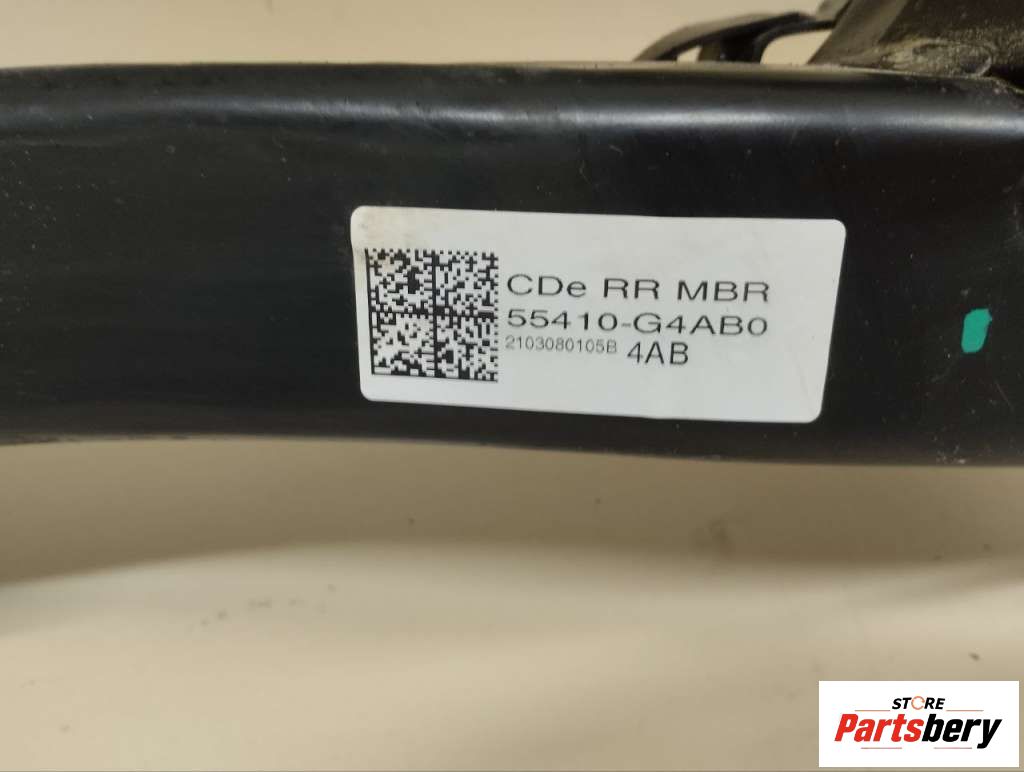 CDe RR MBR
55410-G4AB0
2103080105B 4AB
STORE
Partsbery